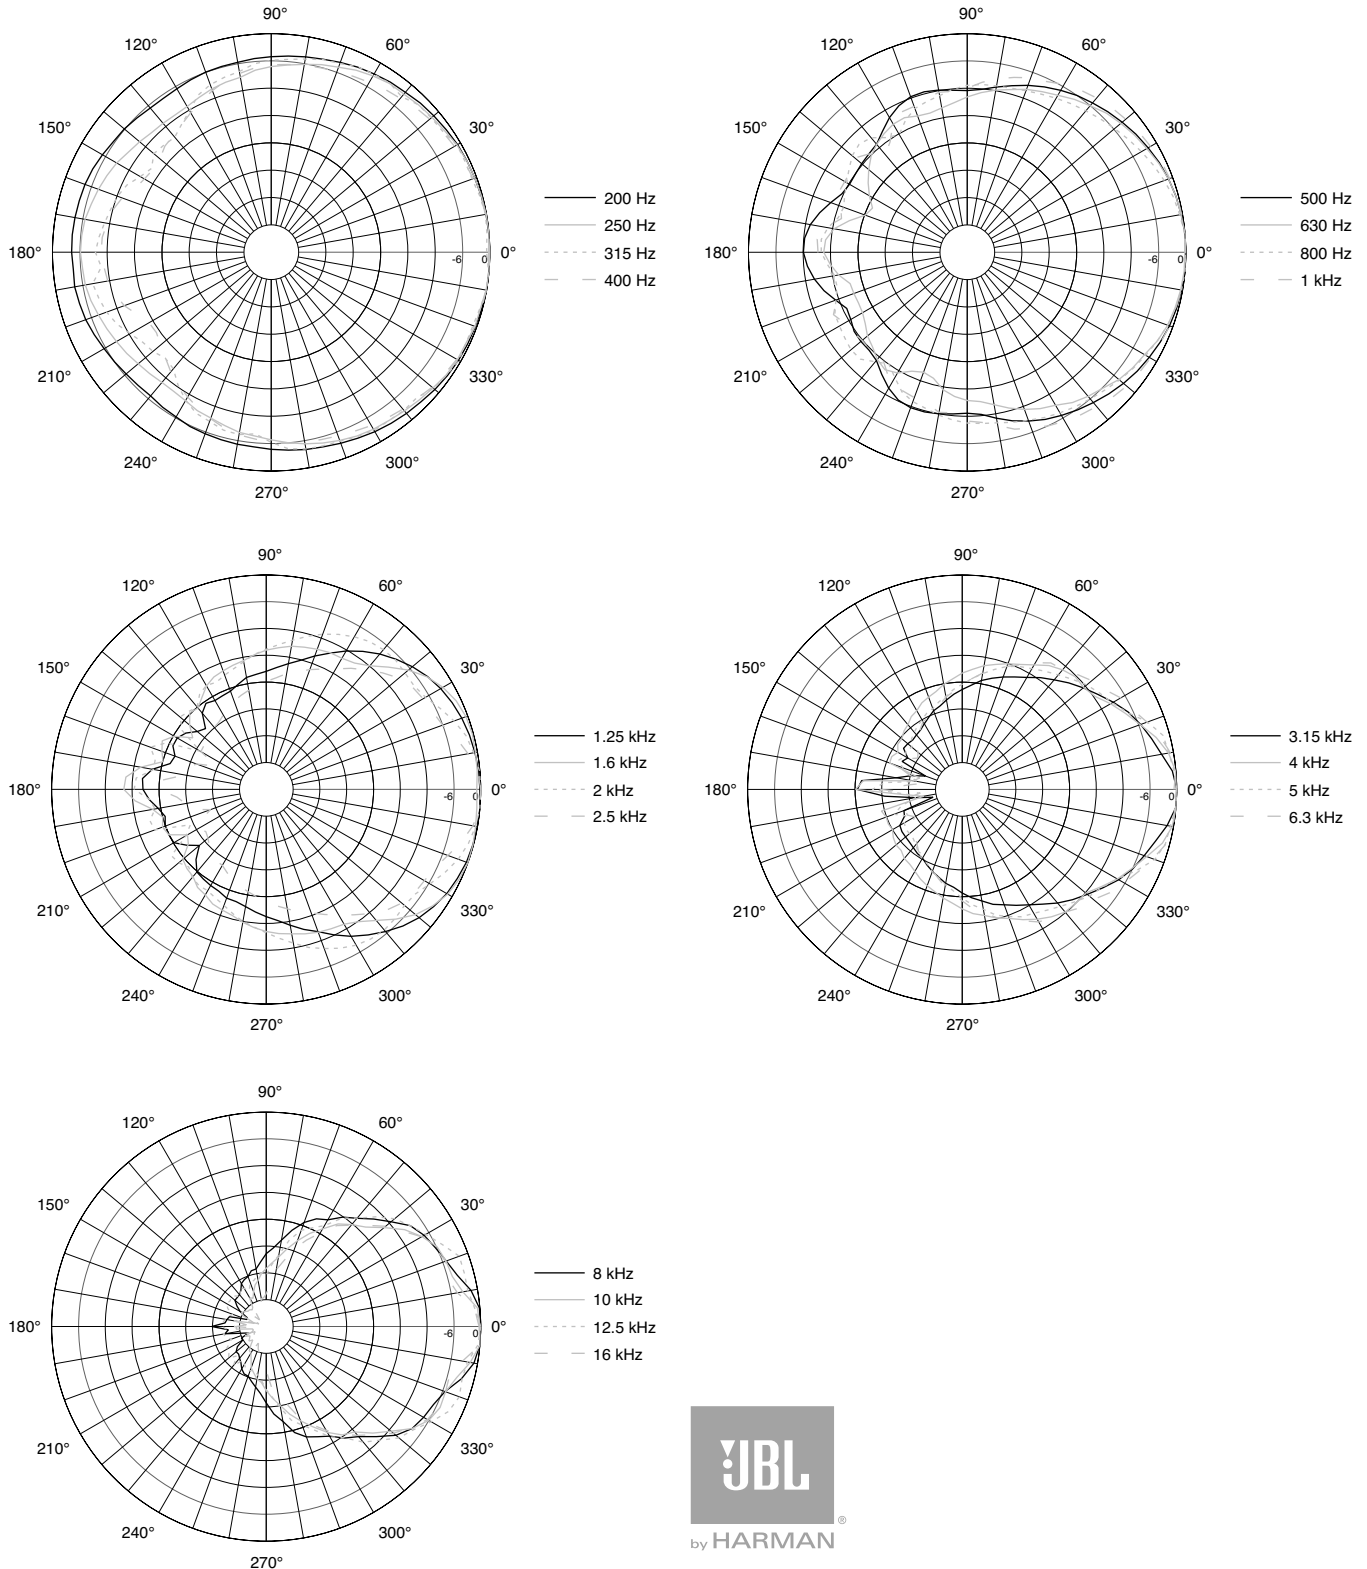 90°
120° 60°
150° 30°
180° -6 0 0°
210° 330°
240° 300°
270°
200 Hz
250 Hz
315 Hz
400 Hz
90°
120° 60°
150° 30°
180° -6 0 0°
210° 330°
240° 300°
270°
500 Hz
630 Hz
800 Hz
1 kHz
90°
120° 60°
150° 30°
180° -6 0 0°
210° 330°
240° 300°
270°
1.25 kHz
1.6 kHz
2 kHz
2.5 kHz
90°
120° 60°
150° 30°
180° -6 0 0°
210° 330°
240° 300°
270°
3.15 kHz
4 kHz
5 kHz
6.3 kHz
90°
120° 60°
150° 30°
180° -6 0 0°
210° 330°
240° 300°
270°
8 kHz
10 kHz
12.5 kHz
16 kHz
JBL
®
by HARMAN